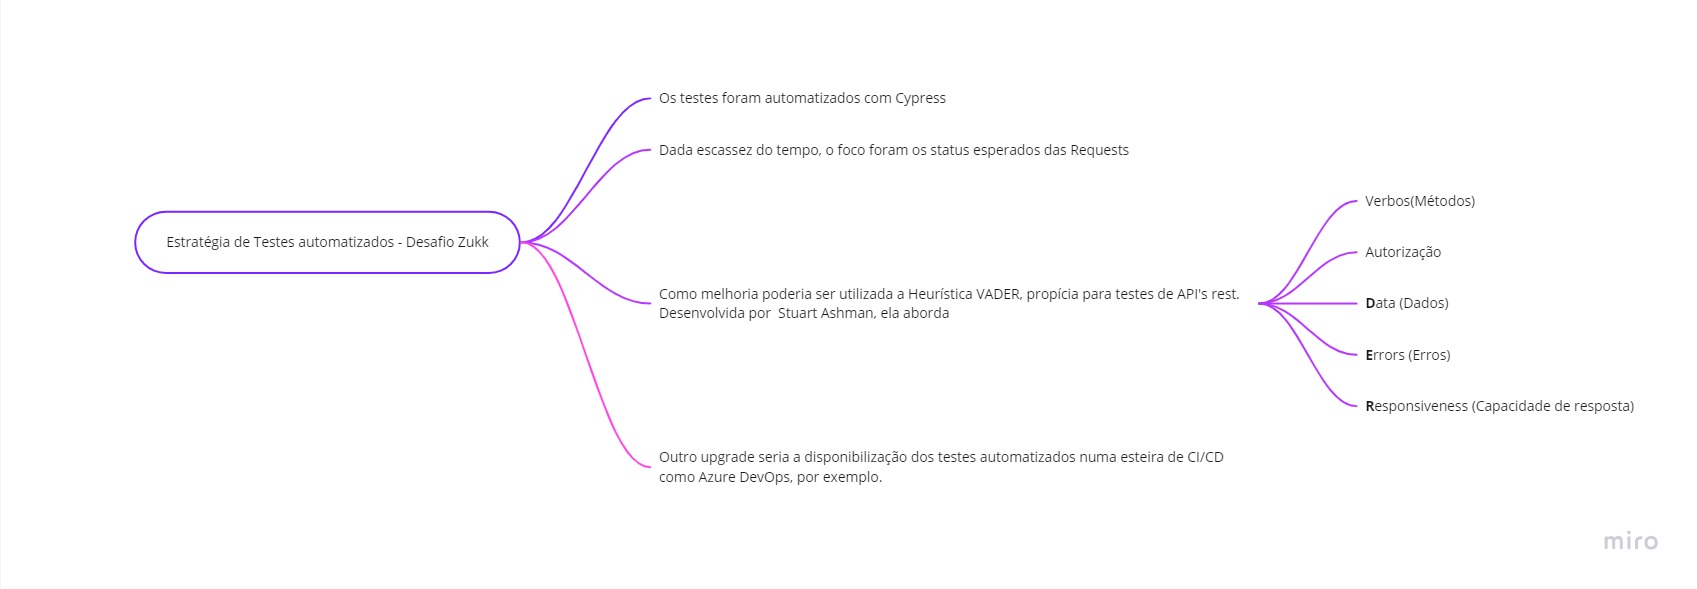 Os testes foram automatizados com Cypress
Dada escassez do tempo, o foco foram os status esperados das Requests
Estratégia de Testes automatizados - Desafio Zukk
Como melhoria poderia ser utilizada a Heurística VADER, propícia para testes de API's rest.
Desenvolvida por  Stuart Ashman, ela aborda
Verbos(Métodos)
Autorização
Data (Dados)
Errors (Erros)
Responsiveness (Capacidade de resposta)
Outro upgrade seria a disponibilização dos testes automatizados numa esteira de CI/CD
como Azure DevOps, por exemplo.
miro